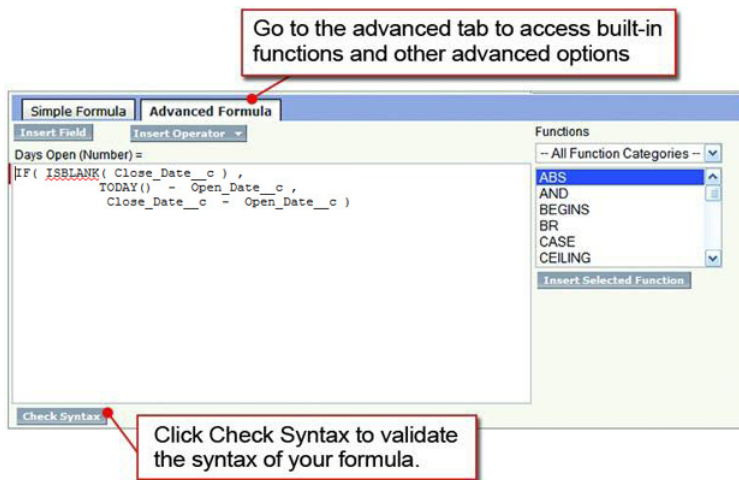 Go to the advanced tab to access built-in
functions and other advanced options
Simple Formula
Advanced Formula
Insert Field
Insert Operator
Functions
Days Open (Number) =
-- All Function Categories --
IF( ISBLANK( Close_Date__c ) ,
TODAY() - Open_Date__c ,
Close_Date__c - Open_Date__c )
ABS
AND
BEGINS
BR
CASE
CEILING
Insert Selected Function
Check Syntax
Click Check Syntax to validate
the syntax of your formula.